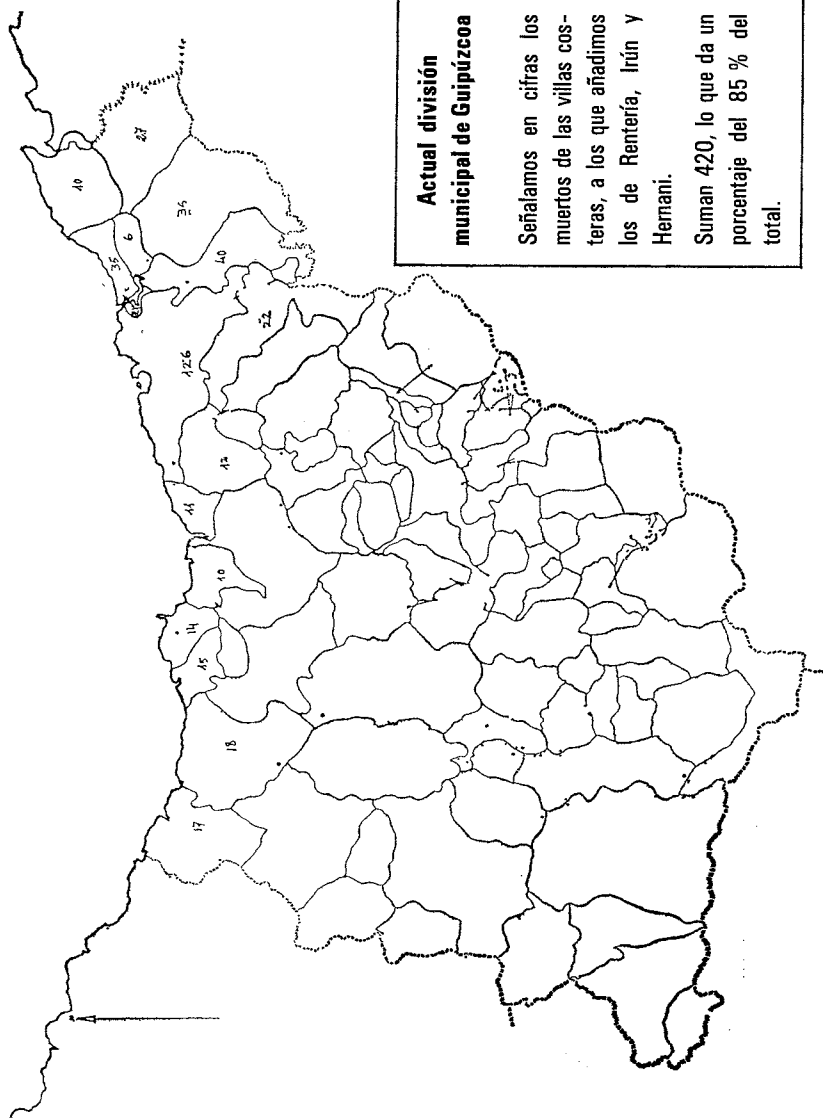 Actual división
municipal de Guipúzcoa
Señalamos en cifras los
muertos de las villas cos-
teras, a los que añadimos
los de Rentería, Irún y
Hernani.
Suman 420, lo que da un
porcentaje del 85 % del
total.
17
18
15
14
10
11
12
126
22
40
35
6
10
27